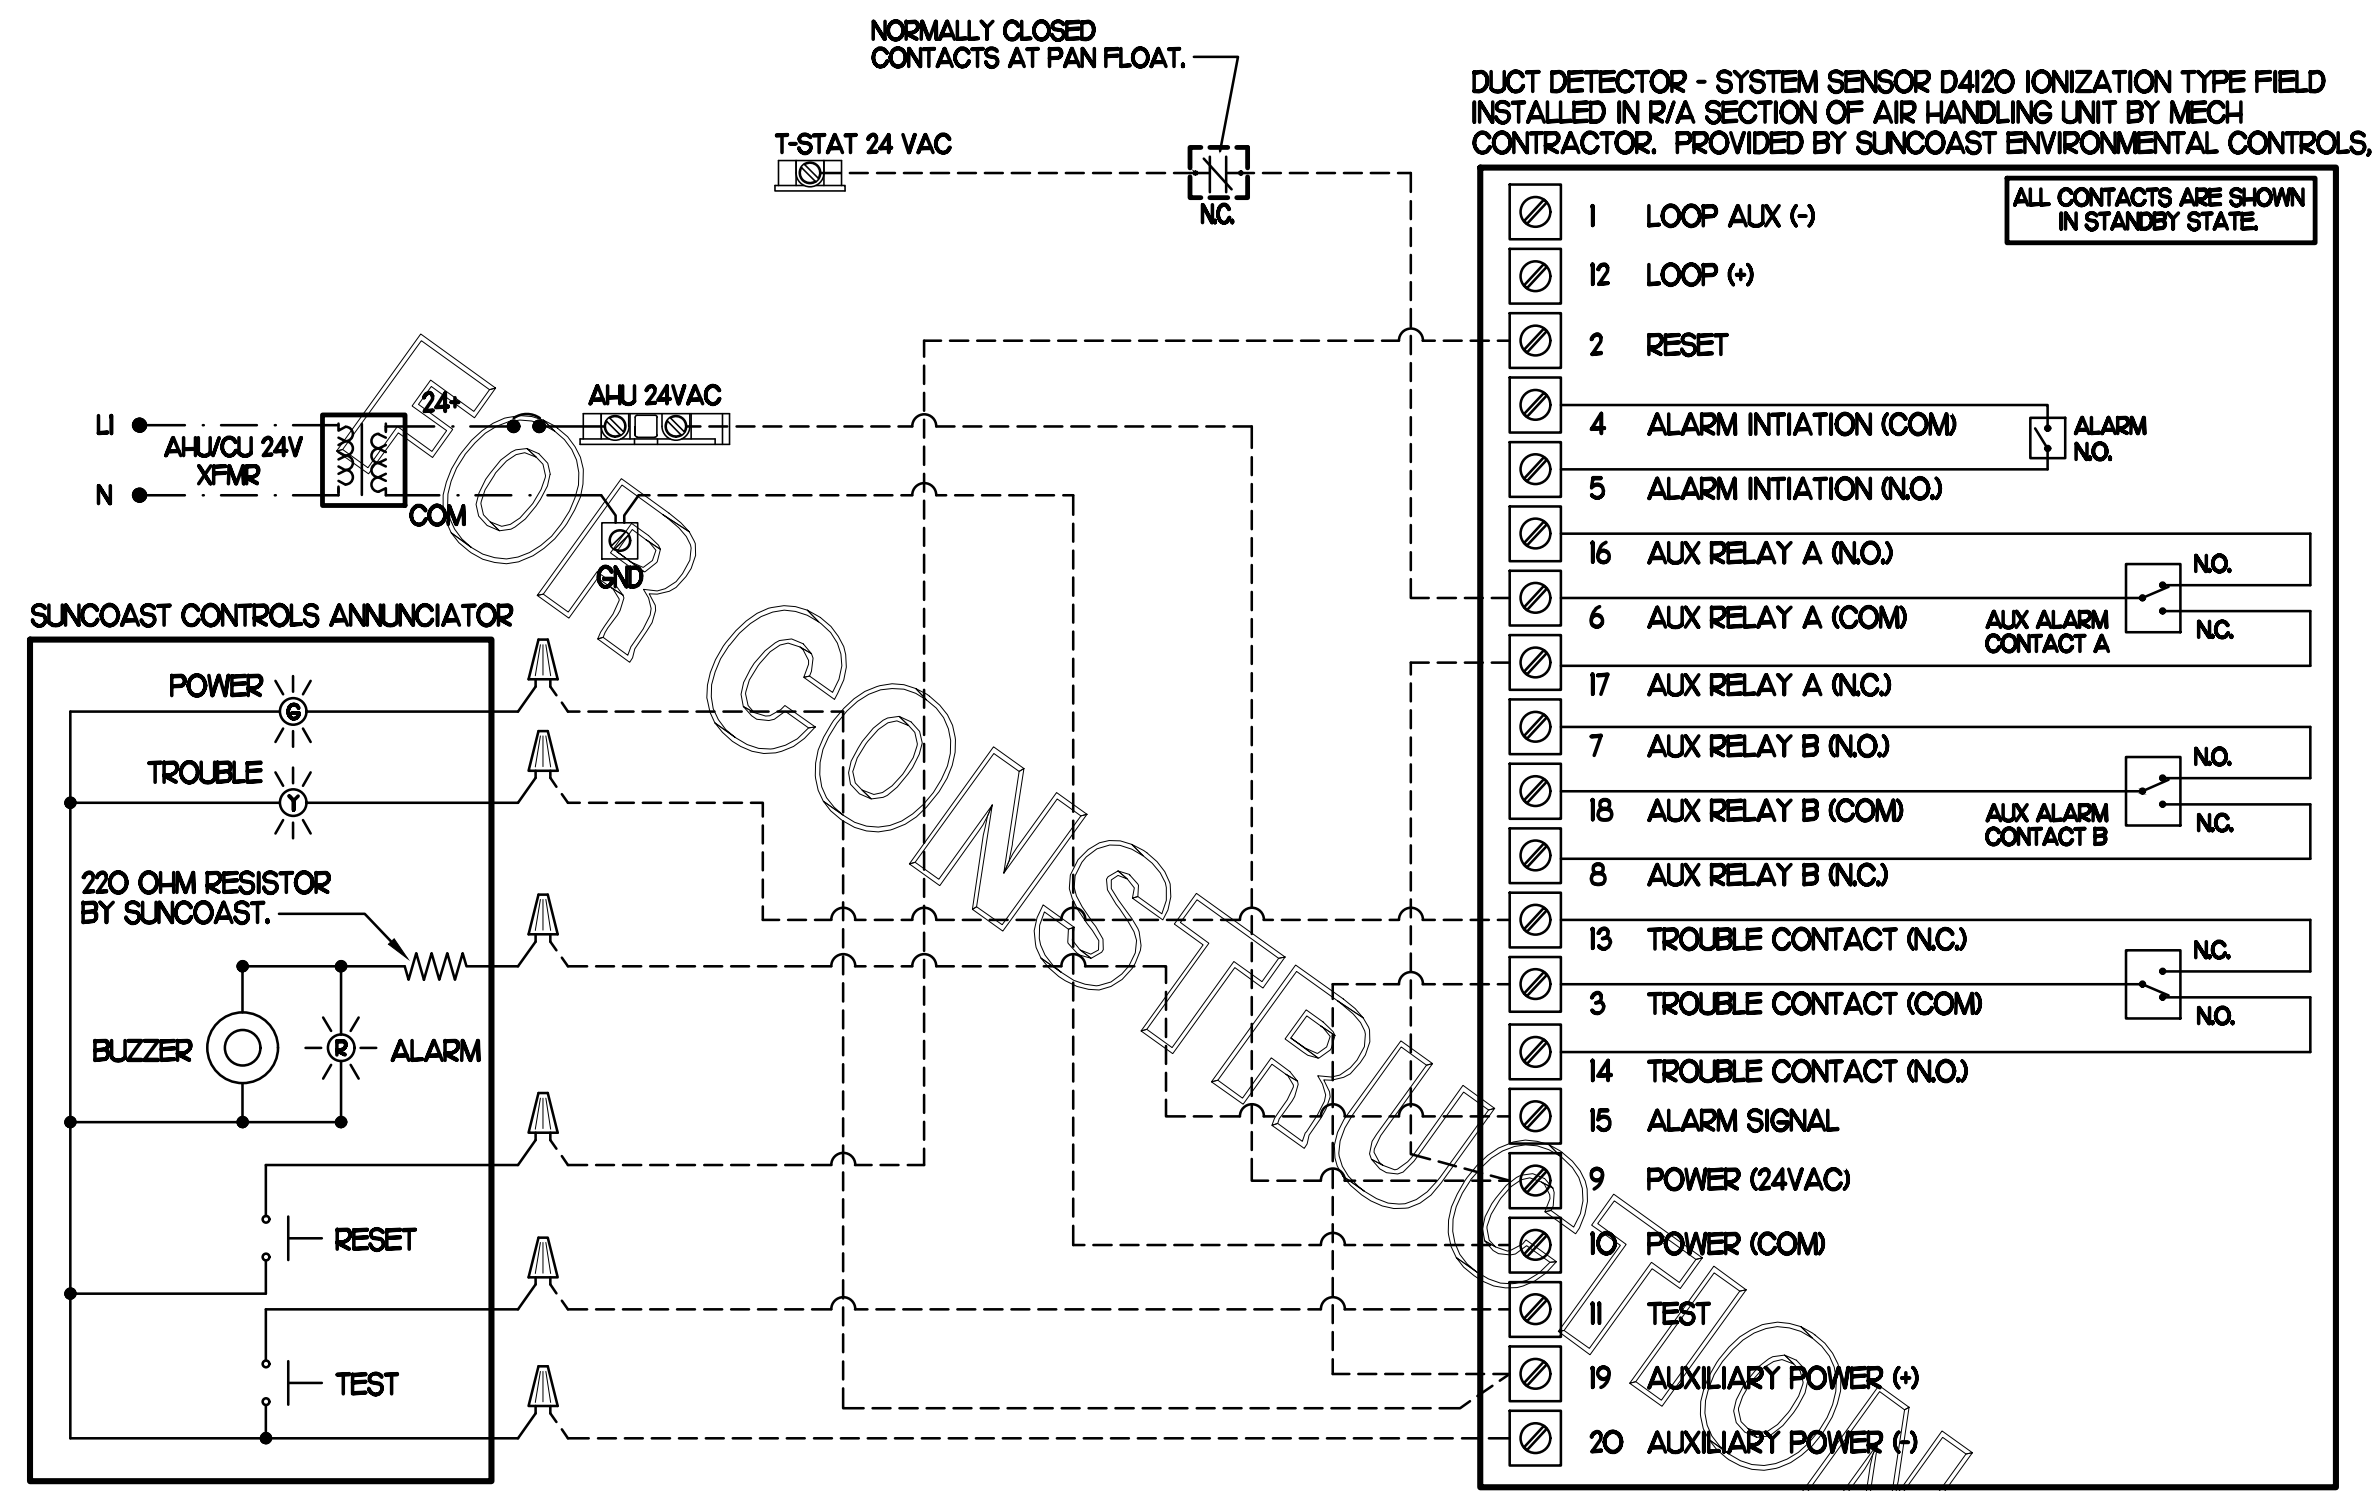 NORMALLY CLOSED
CONTACTS AT PAN FLOAT.
T-STAT 24 VAC
N.C.
DUCT DETECTOR - SYSTEM SENSOR D4120 IONIZATION TYPE FIELD
INSTALLED IN R/A SECTION OF AIR HANDLING UNIT BY MECH
CONTRACTOR. PROVIDED BY SUNCOAST ENVIRONMENTAL CONTROLS,
ALL CONTACTS ARE SHOWN
IN STANDBY STATE.
1 LOOP AUX (-)
12 LOOP (+)
2 RESET
4 ALARM INTIATION (COM)
ALARM
N.O.
5 ALARM INTIATION (N.O.)
16 AUX RELAY A (N.O.)
N.O.
6 AUX RELAY A (COM)
AUX ALARM
CONTACT A
N.C.
17 AUX RELAY A (N.C.)
7 AUX RELAY B (N.O.)
N.O.
18 AUX RELAY B (COM)
AUX ALARM
CONTACT B
N.C.
8 AUX RELAY B (N.C.)
13 TROUBLE CONTACT (N.C.)
N.C.
3 TROUBLE CONTACT (COM)
N.O.
14 TROUBLE CONTACT (N.O.)
15 ALARM SIGNAL
9 POWER (24VAC)
10 POWER (COM)
11 TEST
19 AUXILIARY POWER (+)
20 AUXILIARY POWER (-)
L1
AHU/CU 24V
XFMR
N
24+
COM
AHU 24VAC
GND
SUNCOAST CONTROLS ANNUNCIATOR
POWER
G
TROUBLE
Y
220 OHM RESISTOR
BY SUNCOAST.
BUZZER
R
ALARM
RESET
TEST
FOR CONSTRUCTION